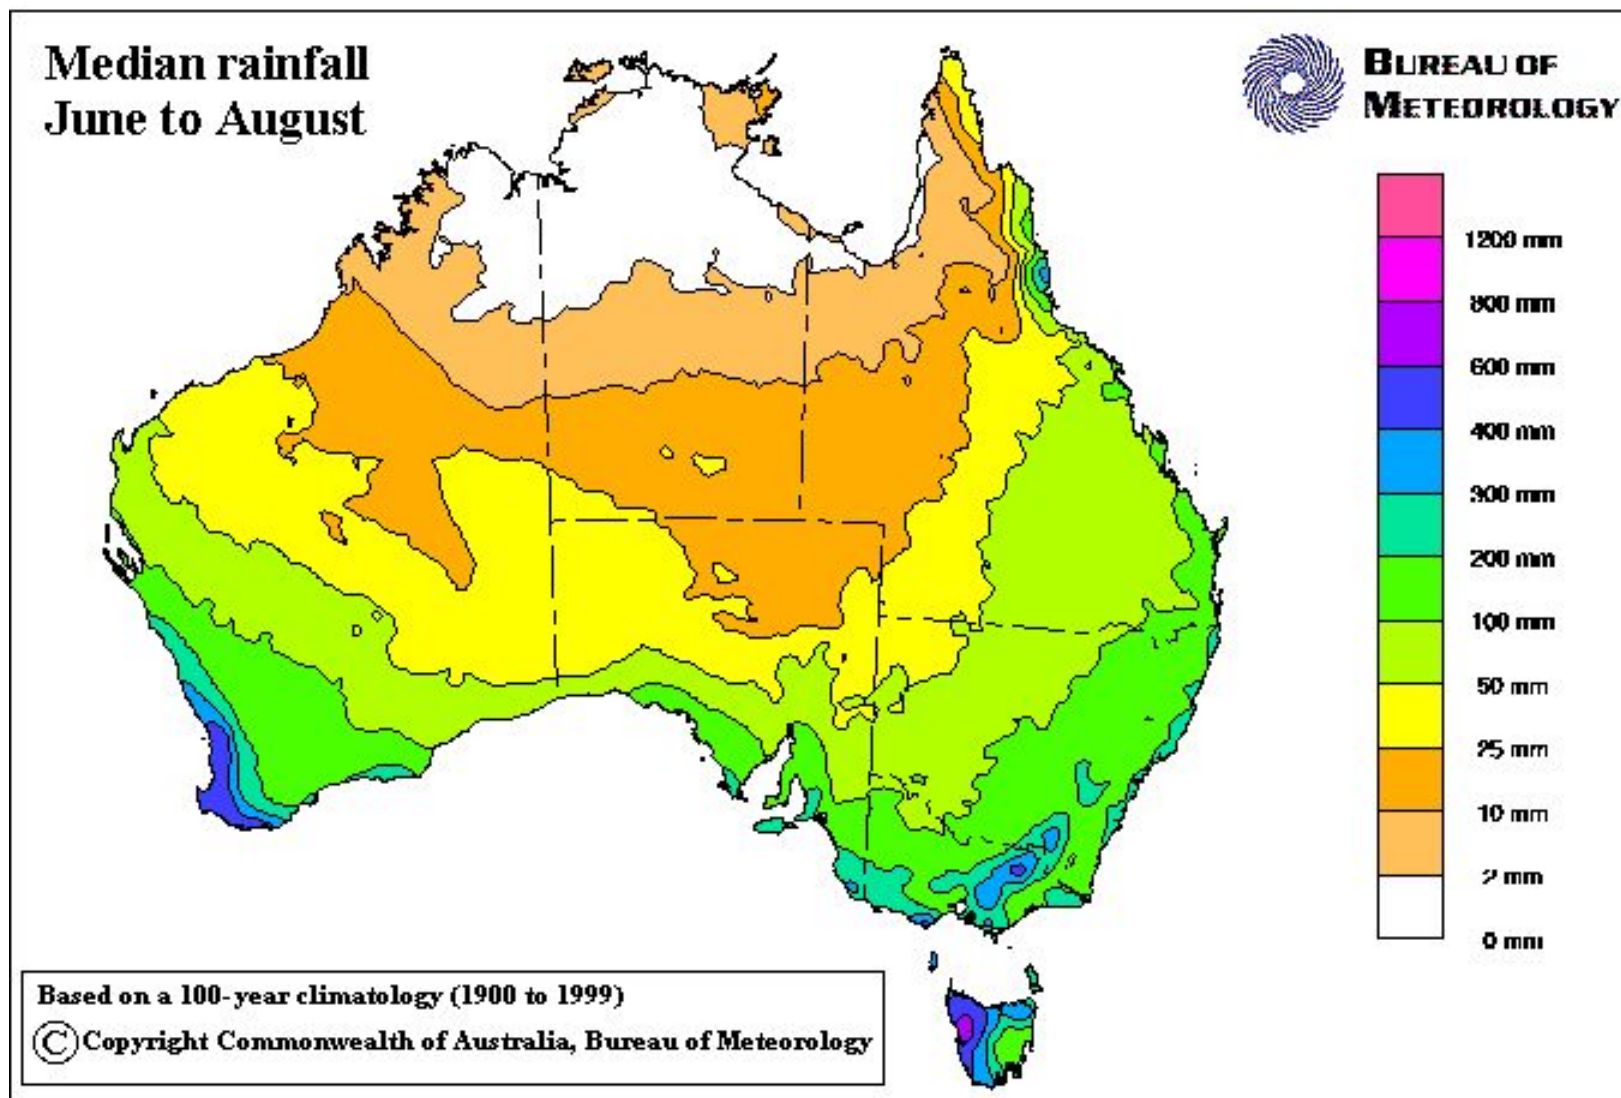 Median rainfall
June to August
BUREAU OF
METEOROLOGY
1200 mm
800 mm
600 mm
400 mm
300 mm
200 mm
100 mm
50 mm
25 mm
10 mm
2 mm
0 mm
Based on a 100-year climatology (1900 to 1999)
© Copyright Commonwealth of Australia, Bureau of Meteorology